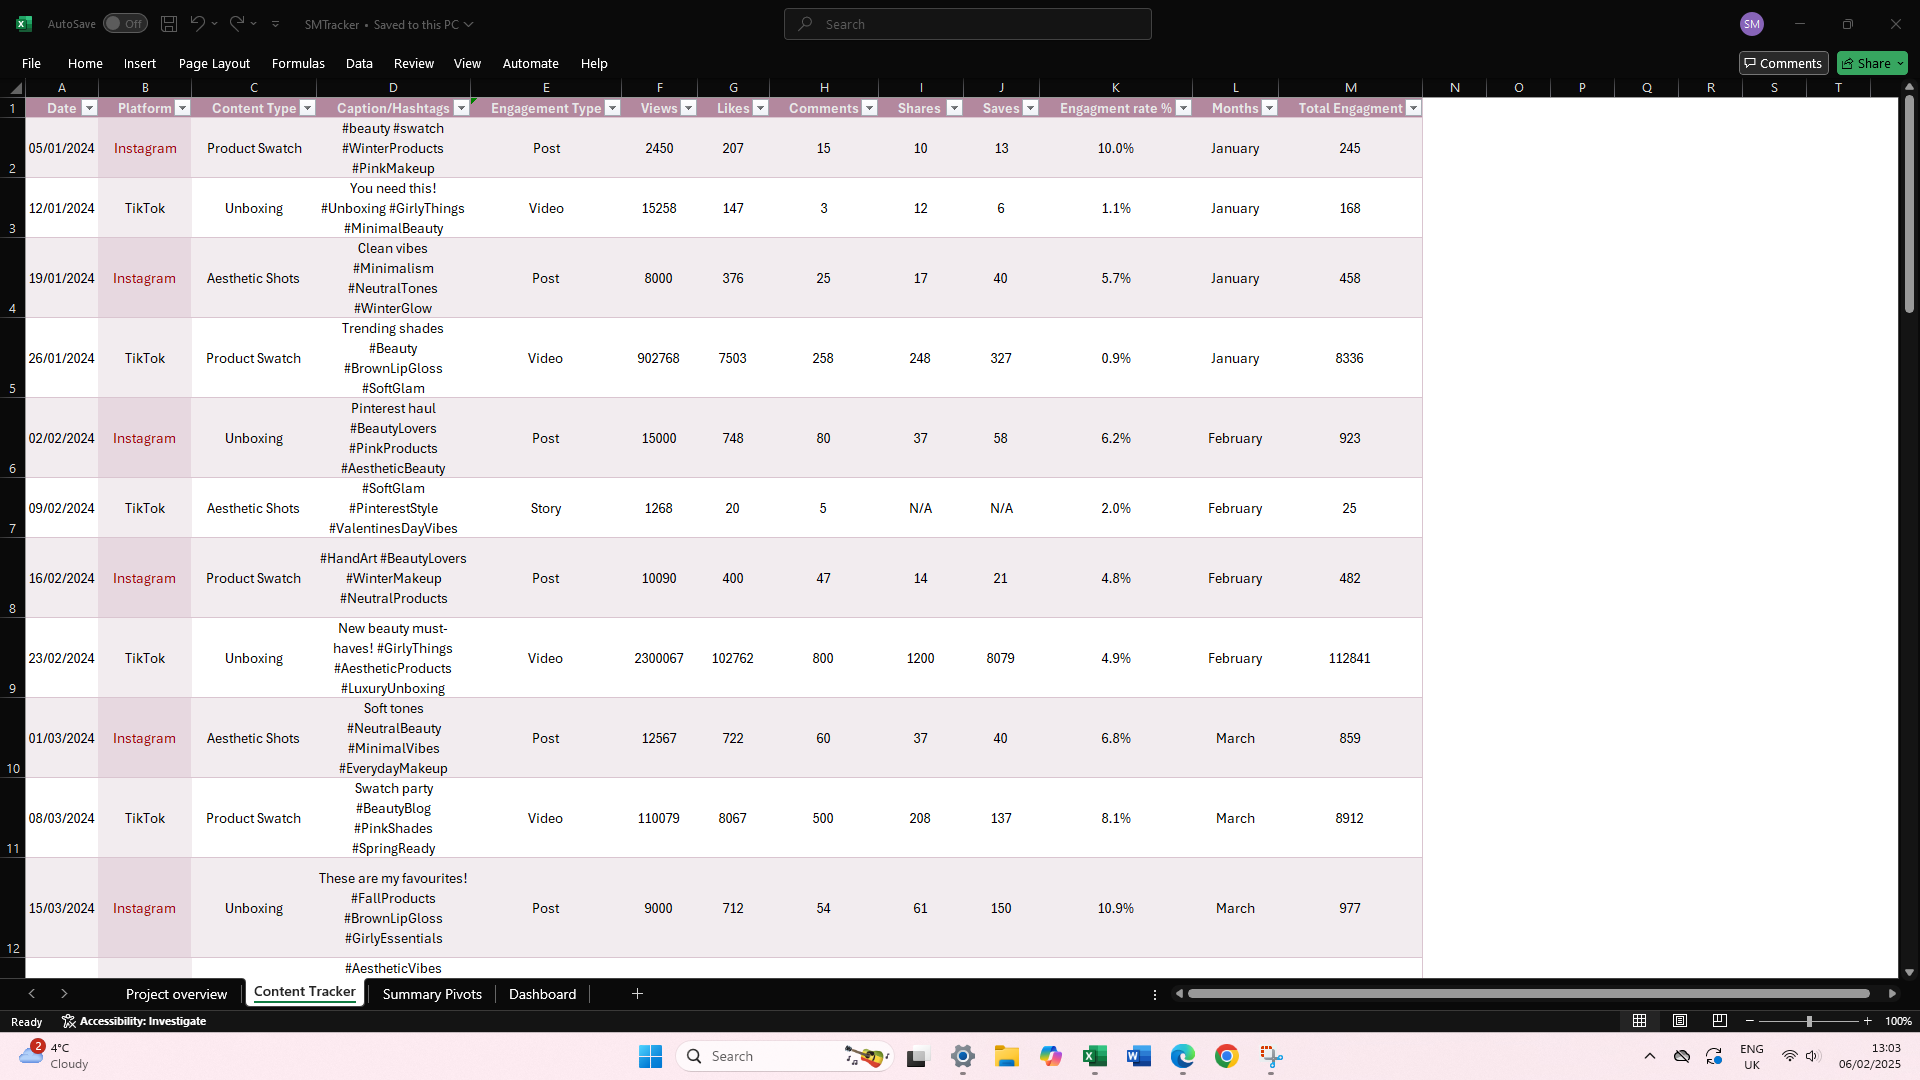 AutoSave Off SMTracker • Saved to this PC Search SM
File Home Insert Page Layout Formulas Data Review View Automate Help Comments Share
A B C D E F G H I J K L M N O P Q R S T
1 Date Platform Content Type Caption/Hashtags Engagement Type Views Likes Comments Shares Saves Engagment rate % Months Total Engagment
#beauty #swatch
#WinterProducts
#PinkMakeup
2 05/01/2024 Instagram Product Swatch Post 2450 207 15 10 13 10.0% January 245
You need this!
#Unboxing #GirlyThings
#MinimalBeauty
3 12/01/2024 TikTok Unboxing Video 15258 147 3 12 6 1.1% January 168
Clean vibes
#Minimalism
#NeutralTones
#WinterGlow
4 19/01/2024 Instagram Aesthetic Shots Post 8000 376 25 17 40 5.7% January 458
Trending shades
#Beauty
#BrownLipGloss
#SoftGlam
5 26/01/2024 TikTok Product Swatch Video 902768 7503 258 248 327 0.9% January 8336
Pinterest haul
#BeautyLovers
#PinkProducts
#AestheticBeauty
6 02/02/2024 Instagram Unboxing Post 15000 748 80 37 58 6.2% February 923
#SoftGlam
#PinterestStyle
#ValentinesDayVibes
7 09/02/2024 TikTok Aesthetic Shots Story 1268 20 5 N/A N/A 2.0% February 25
#HandArt #BeautyLovers
#WinterMakeup
#NeutralProducts
8 16/02/2024 Instagram Product Swatch Post 10090 400 47 14 21 4.8% February 482
New beauty must-
haves! #GirlyThings
#AestheticProducts
#LuxuryUnboxing
9 23/02/2024 TikTok Unboxing Video 2300067 102762 800 1200 8079 4.9% February 112841
Soft tones
#NeutralBeauty
#MinimalVibes
#EverydayMakeup
10 01/03/2024 Instagram Aesthetic Shots Post 12567 722 60 37 40 6.8% March 859
Swatch party
#BeautyBlog
#PinkShades
#SpringReady
11 08/03/2024 TikTok Product Swatch Video 110079 8067 500 208 137 8.1% March 8912
These are my favourites!
#FallProducts
#BrownLipGloss
#GirlyEssentials
12 15/03/2024 Instagram Unboxing Post 9000 712 54 61 150 10.9% March 977
#AestheticVibes
Project overview Content Tracker Summary Pivots Dashboard
Ready Accessibility: Investigate 100%
2 4°C Search ENG 13:03
Cloudy UK 06/02/2025